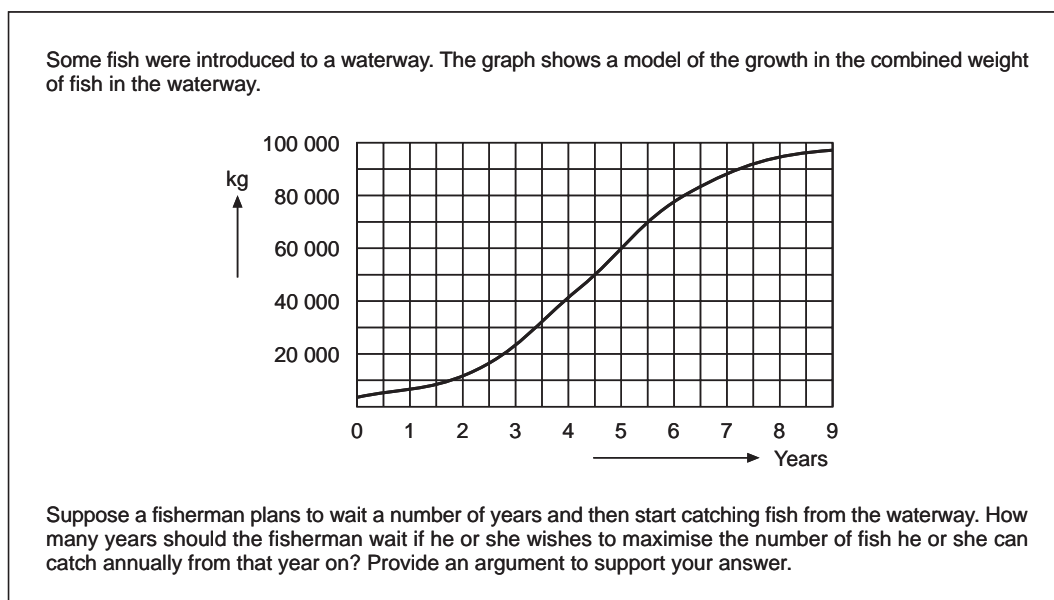 Some fish were introduced to a waterway. The graph shows a model of the growth in the combined weight
of fish in the waterway.
100 000
kg
80 000
60 000
40 000
20 000
0 1 2 3 4 5 6 7 8 9
Years
Suppose a fisherman plans to wait a number of years and then start catching fish from the waterway. How
many years should the fisherman wait if he or she wishes to maximise the number of fish he or she can
catch annually from that year on? Provide an argument to support your answer.